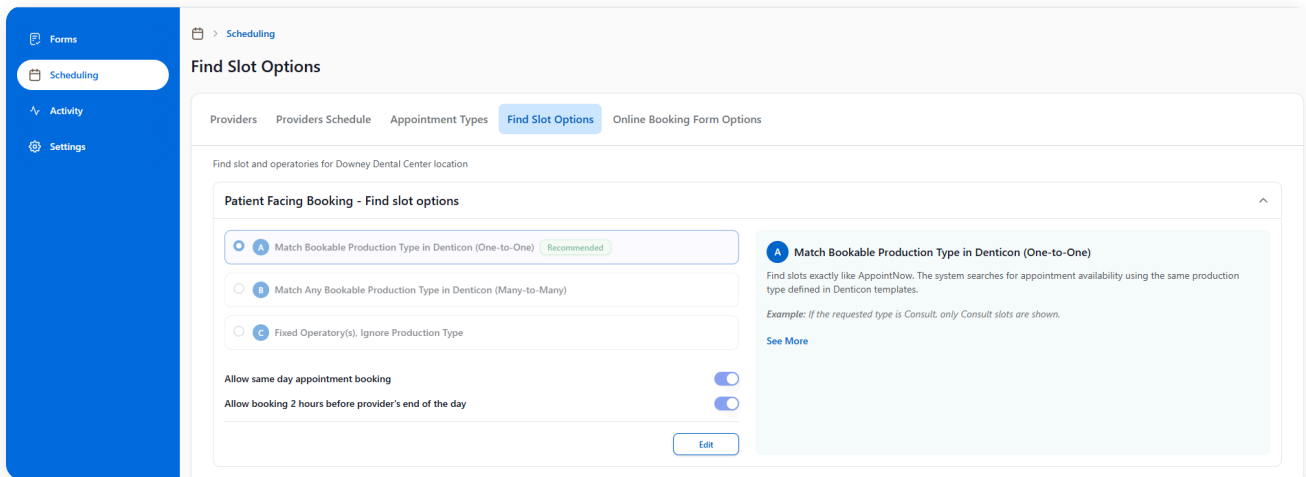 Forms
Scheduling
Activity
Settings
> Scheduling
Find Slot Options
Providers Providers Schedule Appointment Types Find Slot Options Online Booking Form Options
Find slot and operatories for Downey Dental Center location
Patient Facing Booking - Find slot options
A Match Bookable Production Type in Denticon (One-to-One) Recommended
B Match Any Bookable Production Type in Denticon (Many-to-Many)
C Fixed Operatory(s), Ignore Production Type
Allow same day appointment booking
Allow booking 2 hours before provider's end of the day
Edit
A Match Bookable Production Type in Denticon (One-to-One)
Find slots exactly like AppointNow. The system searches for appointment availability using the same production
type defined in Denticon templates.
Example: If the requested type is Consult, only Consult slots are shown.
See More